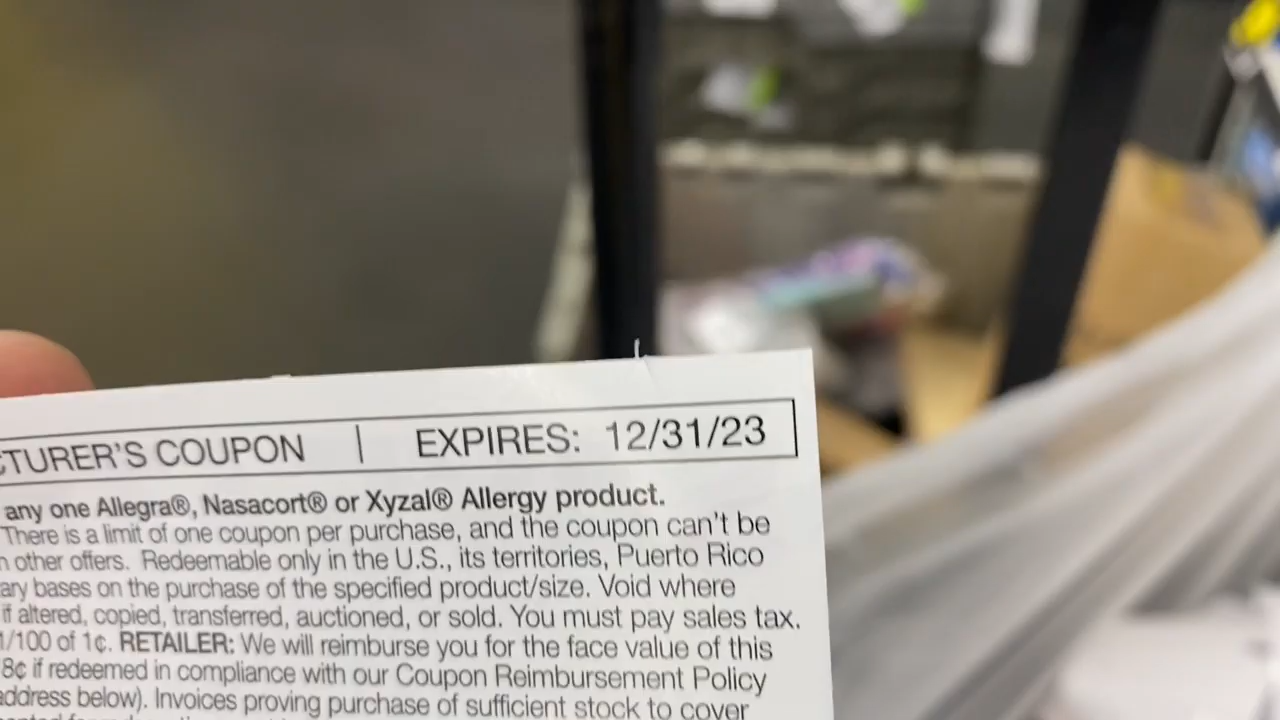 CTURER'S COUPON | EXPIRES: 12/31/23
any one Allegra®, Nasacort® or Xyzal® Allergy product.
There is a limit of one coupon per purchase, and the coupon can't be
n other offers. Redeemable only in the U.S., its territories, Puerto Rico
ary bases on the purchase of the specified product/size. Void where
if altered, copied, transferred, auctioned, or sold. You must pay sales tax.
1/100 of 1¢. RETAILER: We will reimburse you for the face value of this
8¢ if redeemed in compliance with our Coupon Reimbursement Policy
address below). Invoices proving purchase of sufficient stock to cover